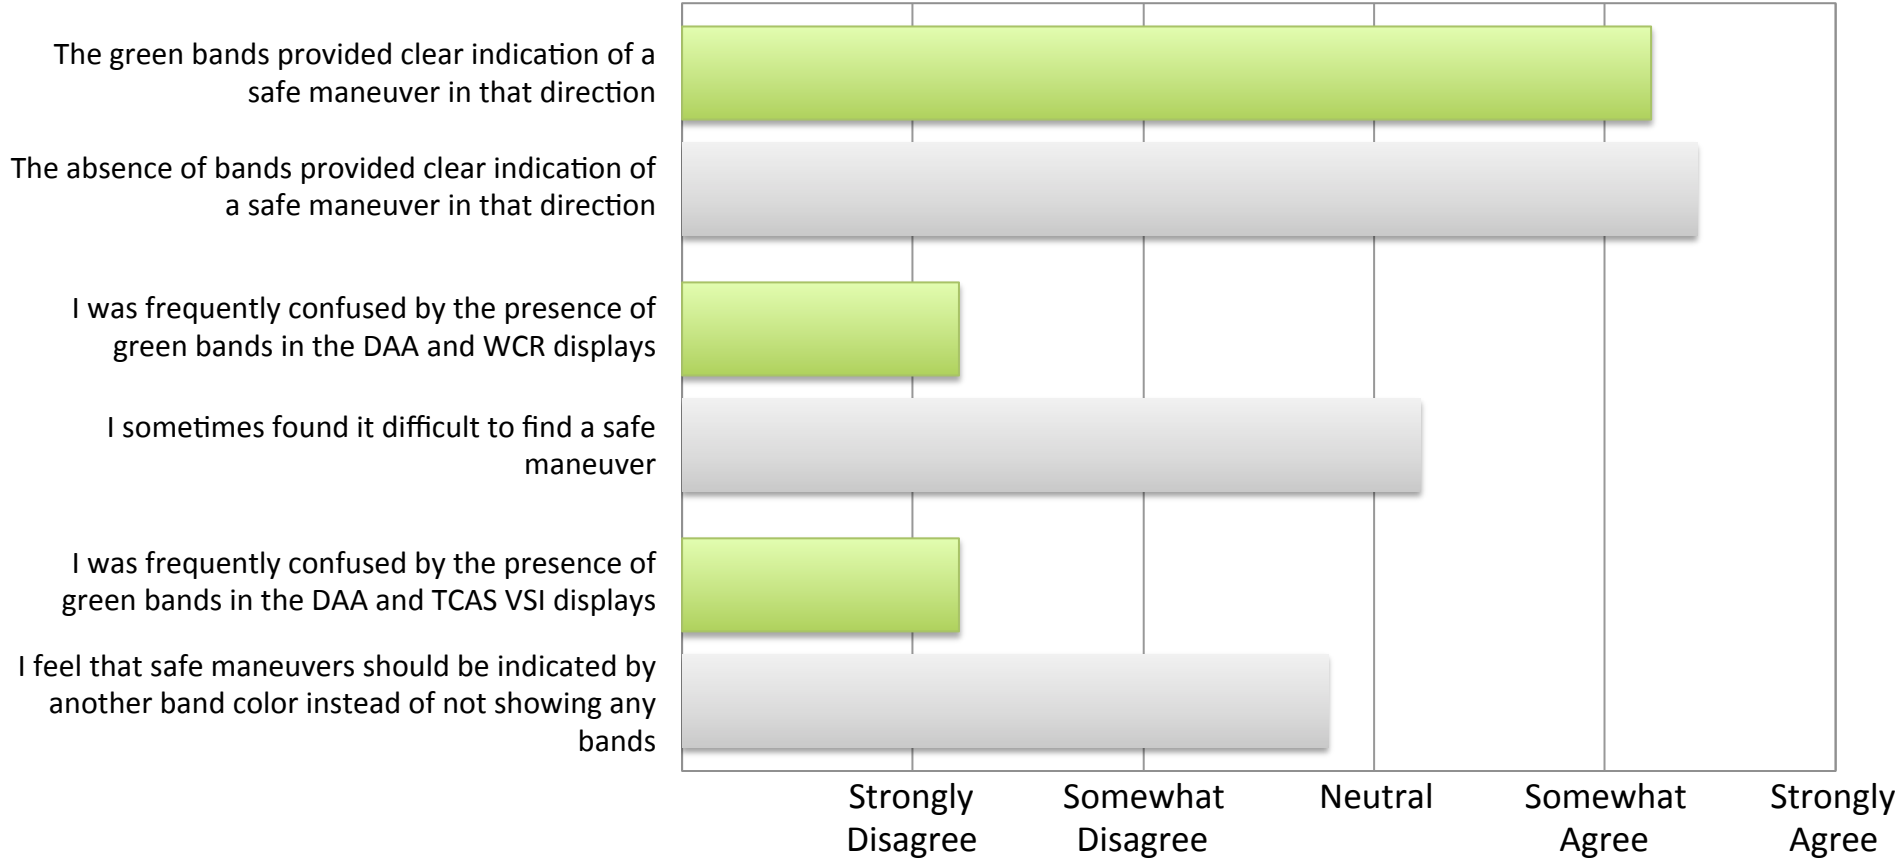 The green bands provided clear indication of a
safe maneuver in that direction
The absence of bands provided clear indication of
a safe maneuver in that direction
I was frequently confused by the presence of
green bands in the DAA and WCR displays
I sometimes found it difficult to find a safe
maneuver
I was frequently confused by the presence of
green bands in the DAA and TCAS VSI displays
I feel that safe maneuvers should be indicated by
another band color instead of not showing any
bands
Strongly Disagree
Somewhat Disagree
Neutral
Somewhat Agree
Strongly Agree